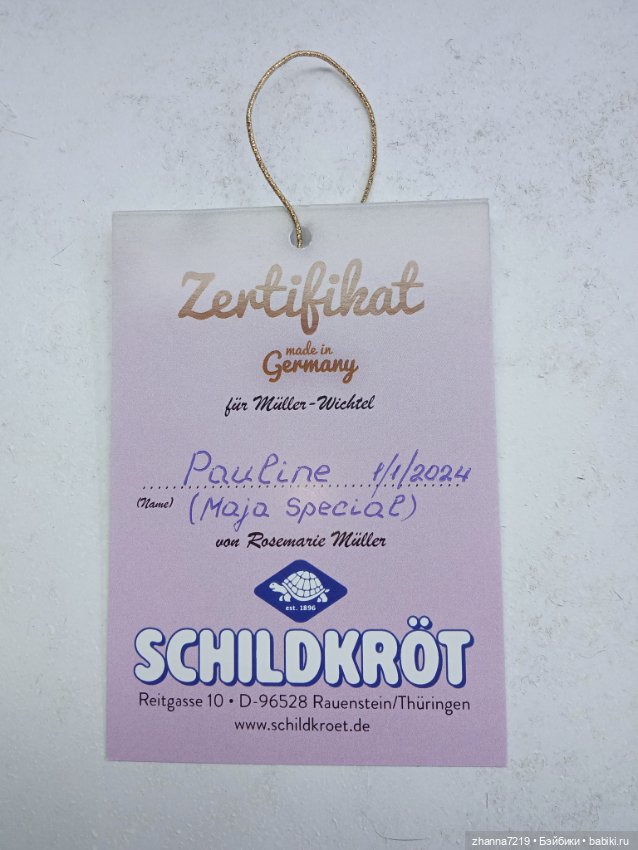 Zertifikat
made in
Germany
für Müller-Wichtel
Pauline 1/1/2024
(Name) (Maja Special)
von Rosemarie Müller
est. 1896
SCHILDKRÖT
Reitgasse 10 • D-96528 Rauenstein/Thüringen
www.schildkroet.de
zhanna7219 • Бэйбики • babiki.ru